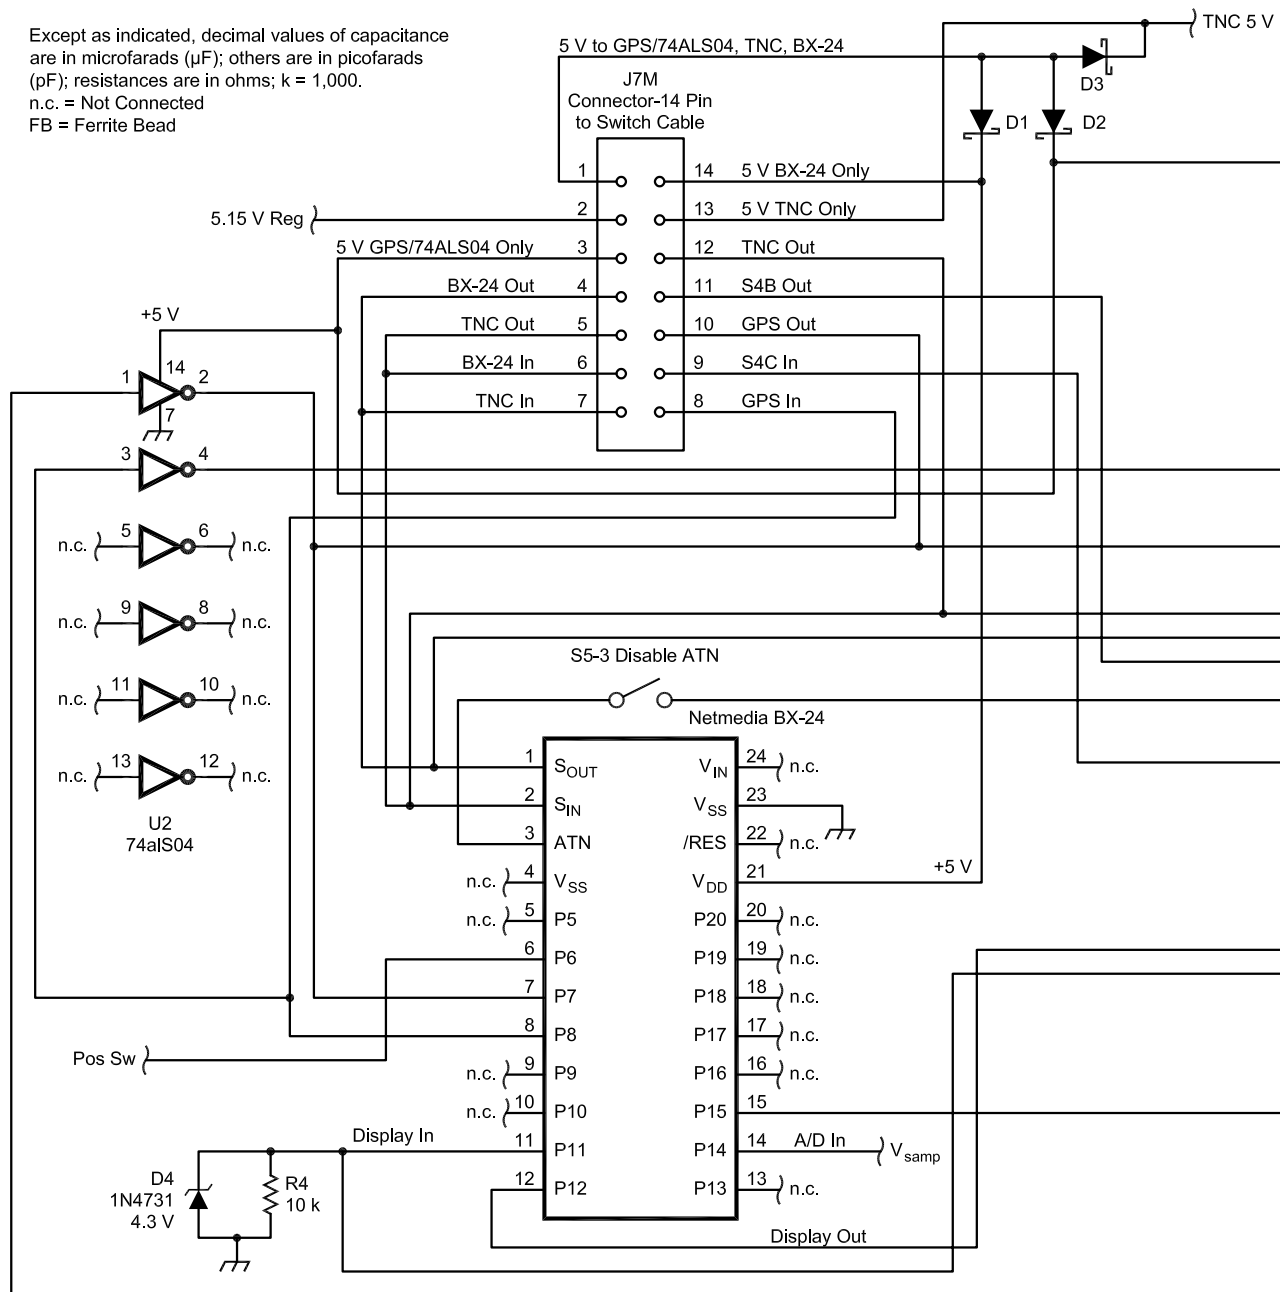 Except as indicated, decimal values of capacitance
are in microfarads (µF); others are in picofarads
(pF); resistances are in ohms; k = 1,000.
n.c. = Not Connected
FB = Ferrite Bead
TNC 5 V
5 V to GPS/74ALS04, TNC, BX-24
D3
D1
D2
J7M
Connector-14 Pin
to Switch Cable
1
14
5 V BX-24 Only
5.15 V Reg
2
13
5 V TNC Only
5 V GPS/74ALS04 Only
3
12
TNC Out
BX-24 Out
4
11
S4B Out
TNC Out
5
10
GPS Out
BX-24 In
6
9
S4C In
TNC In
7
8
GPS In
+5 V
1
14
2
7
3
4
n.c.
5
6
n.c.
n.c.
9
8
n.c.
n.c.
11
10
n.c.
n.c.
13
12
n.c.
U2
74alS04
S5-3 Disable ATN
Netmedia BX-24
1
SOUT
VIN
24
n.c.
2
SIN
VSS
23
3
ATN
/RES
22
n.c.
n.c.
4
VSS
VDD
21
+5 V
n.c.
5
P5
P20
20
n.c.
6
P6
P19
19
n.c.
7
P7
P18
18
n.c.
8
P8
P17
17
n.c.
Pos Sw
n.c.
9
P9
P16
16
n.c.
n.c.
10
P10
P15
15
Display In
11
P11
P14
14
A/D In
Vsamp
12
P12
P13
13
n.c.
Display Out
D4
1N4731
4.3 V
R4
10 k